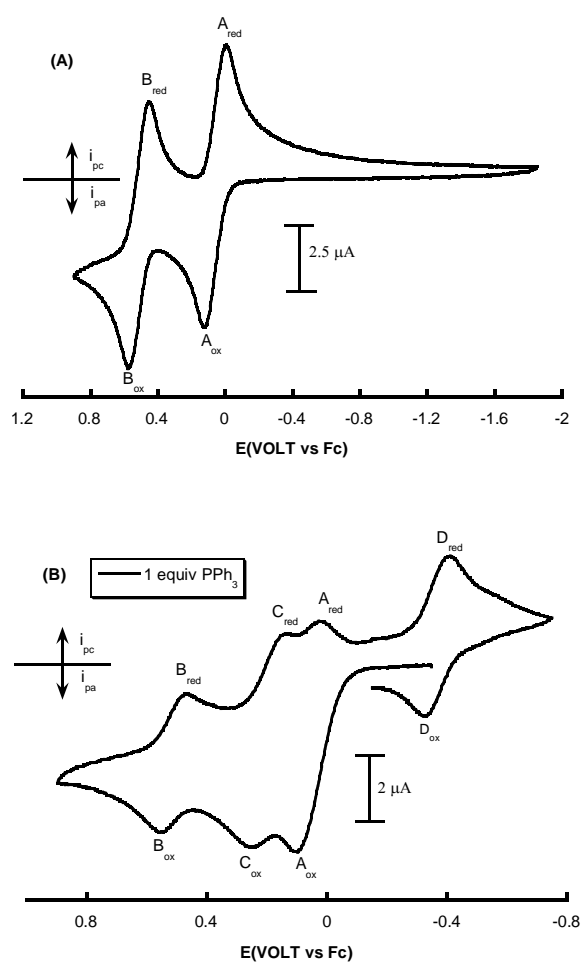 A red
(A)
B red
i pc
i pa
2.5 µA
A ox
B ox
1.2 0.8 0.4 0 -0.4 -0.8 -1.2 -1.6 -2
E(VOLT vs Fc)
D red
(B)
1 equiv PPh3
C red
A red
i pc
i pa
B red
D ox
2 µA
B ox
C ox
A ox
0.8 0.4 0 -0.4 -0.8
E(VOLT vs Fc)